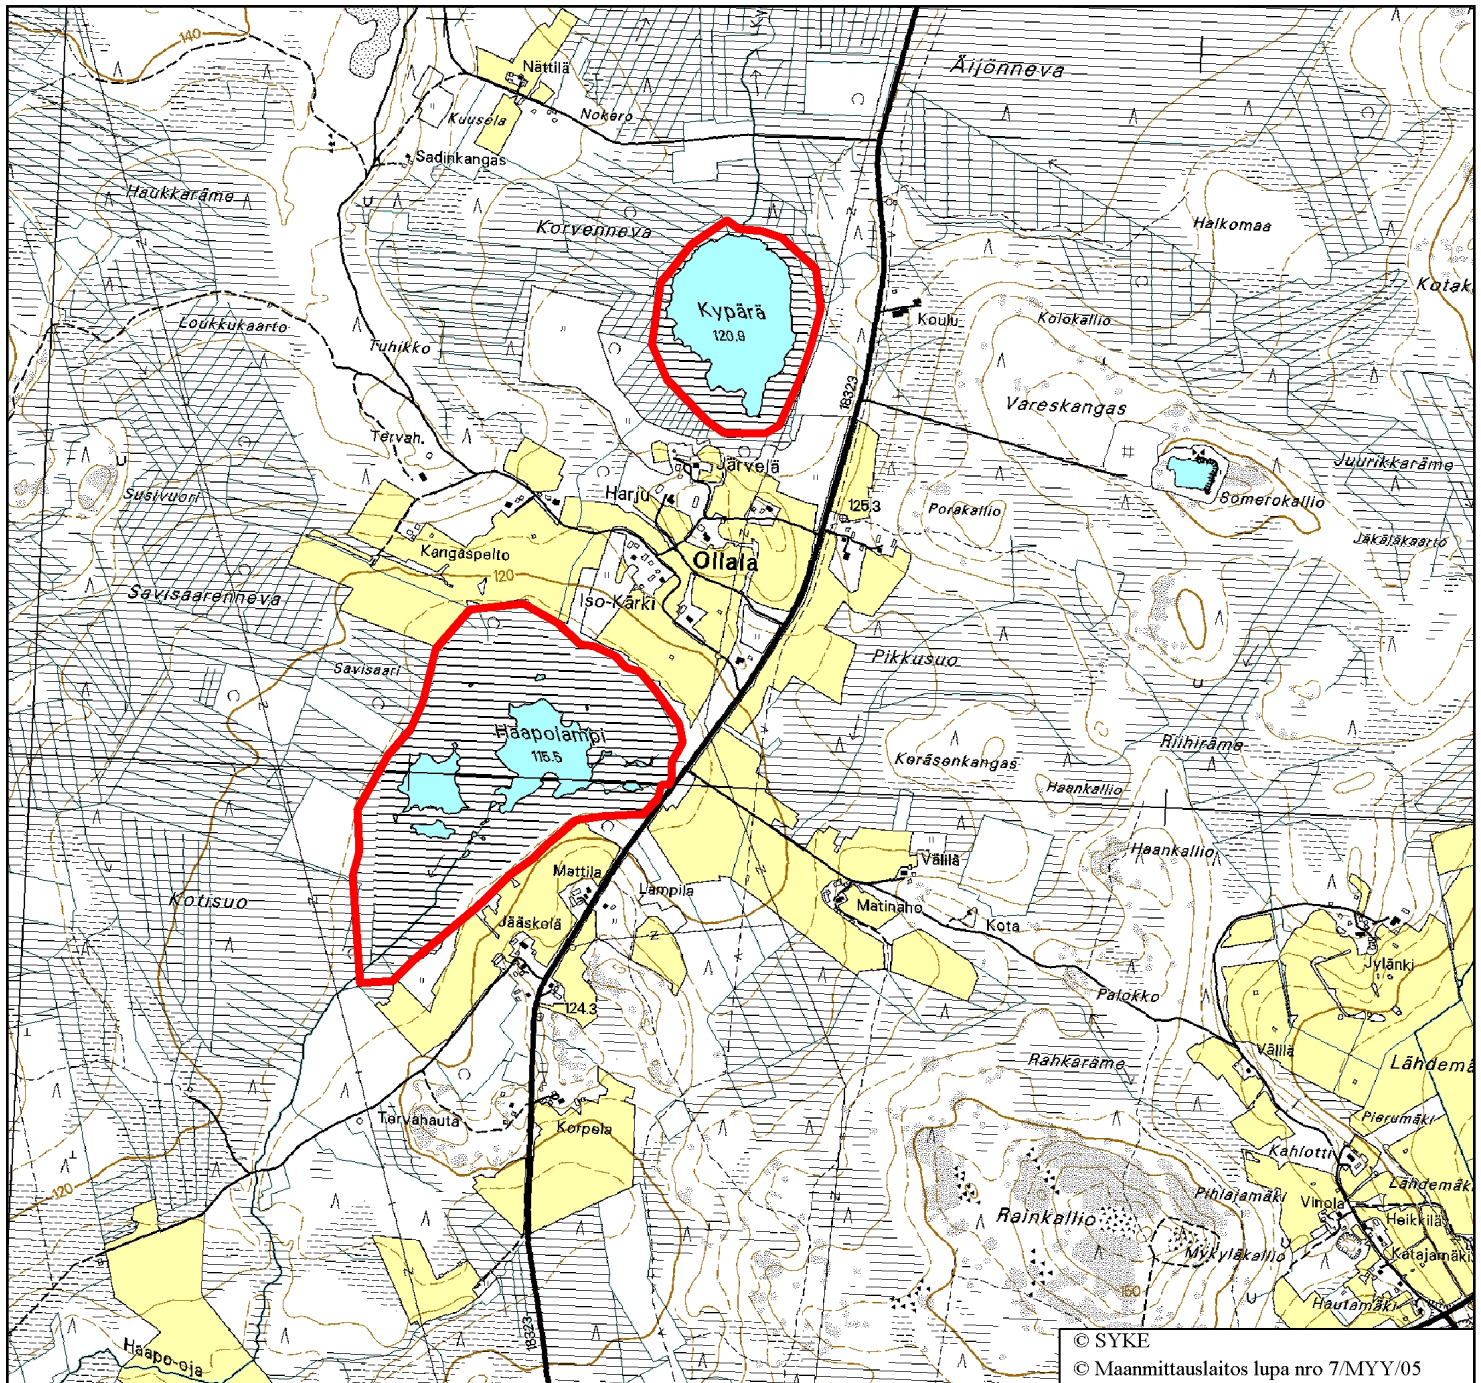 140
Nättilä
Äijönneva
Kuusela
Nokero
Sadinkangas
Haukkaräme
Korvenneva
Halkomaa
Kotak
Kypärä
120.9
Koulu
Kolokallio
Loukkukaarto
Tuhikko
18323
Vareskangas
Tervah.
Järvelä
Juurikkaräme
Susivuori
Harju
125.3
Porakallio
Somerokallio
Jakajakaarto
Kangaspelto
Ollala
120
Savisaarenneva
Iso-Kärki
Savisaari
Pikkusuo
Haapolampi
115.5
Riihiräme
Keräsenkangas
Haankallio
Haankallio
Välilä
Mattila
Lampila
Kotisuo
Matinaho
Jääskelä
Kota
Jylänki
Palokko
124.3
Välilä
Rahkaräme
Lähdemä
Tervahauta
Korpela
Pierumäki
Kahlotti
120
Pihlajamäki
Lähdemäk
Vinola
Rainkallio
Heikkilä
Mykyläkallio
Katajamäki
160
Hautamäki
18323
Haapo-oja
© SYKE
© Maanmittauslaitos lupa nro 7/MYY/05